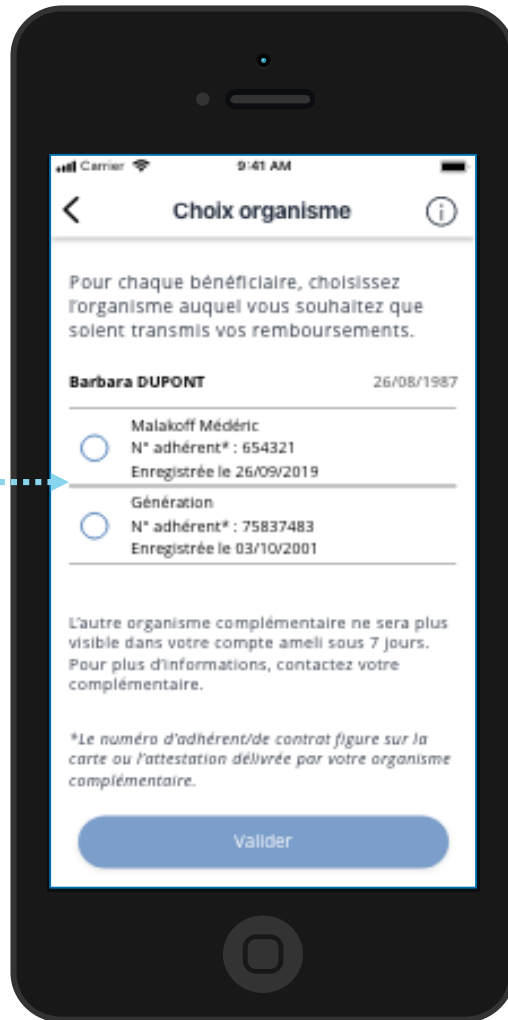 Carrier 9:41 AM
Choix organisme
Pour chaque bénéficiaire, choisissez
l'organisme auquel vous souhaitez que
soient transmis vos remboursements.
Barbara DUPONT 26/08/1987
Malakoff Médéric
N° adhérent* : 654321
Enregistrée le 26/09/2019
Génération
N° adhérent* : 75837483
Enregistrée le 03/10/2001
L'autre organisme complémentaire ne sera plus
visible dans votre compte ameli sous 7 jours.
Pour plus d'informations, contactez votre
complémentaire.
*Le numéro d'adhérent/de contrat figure sur la
carte ou l'attestation délivrée par votre organisme
complémentaire.
Valider